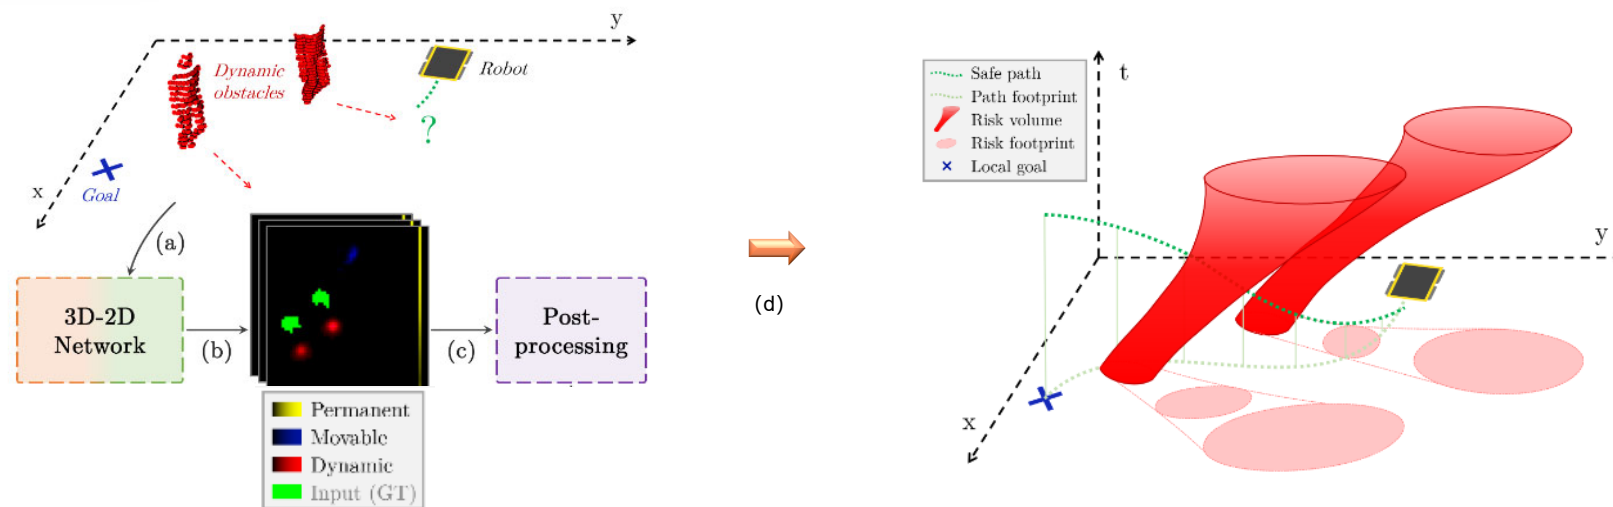 y
Dynamic
obstacles
Robot
?
x
Goal
(a)
3D-2D
Network
(b)
(c)
Post-
processing
Permanent
Movable
Dynamic
Input (GT)
(d)
t
Safe path
Path footprint
Risk volume
Risk footprint
Local goal
y
x